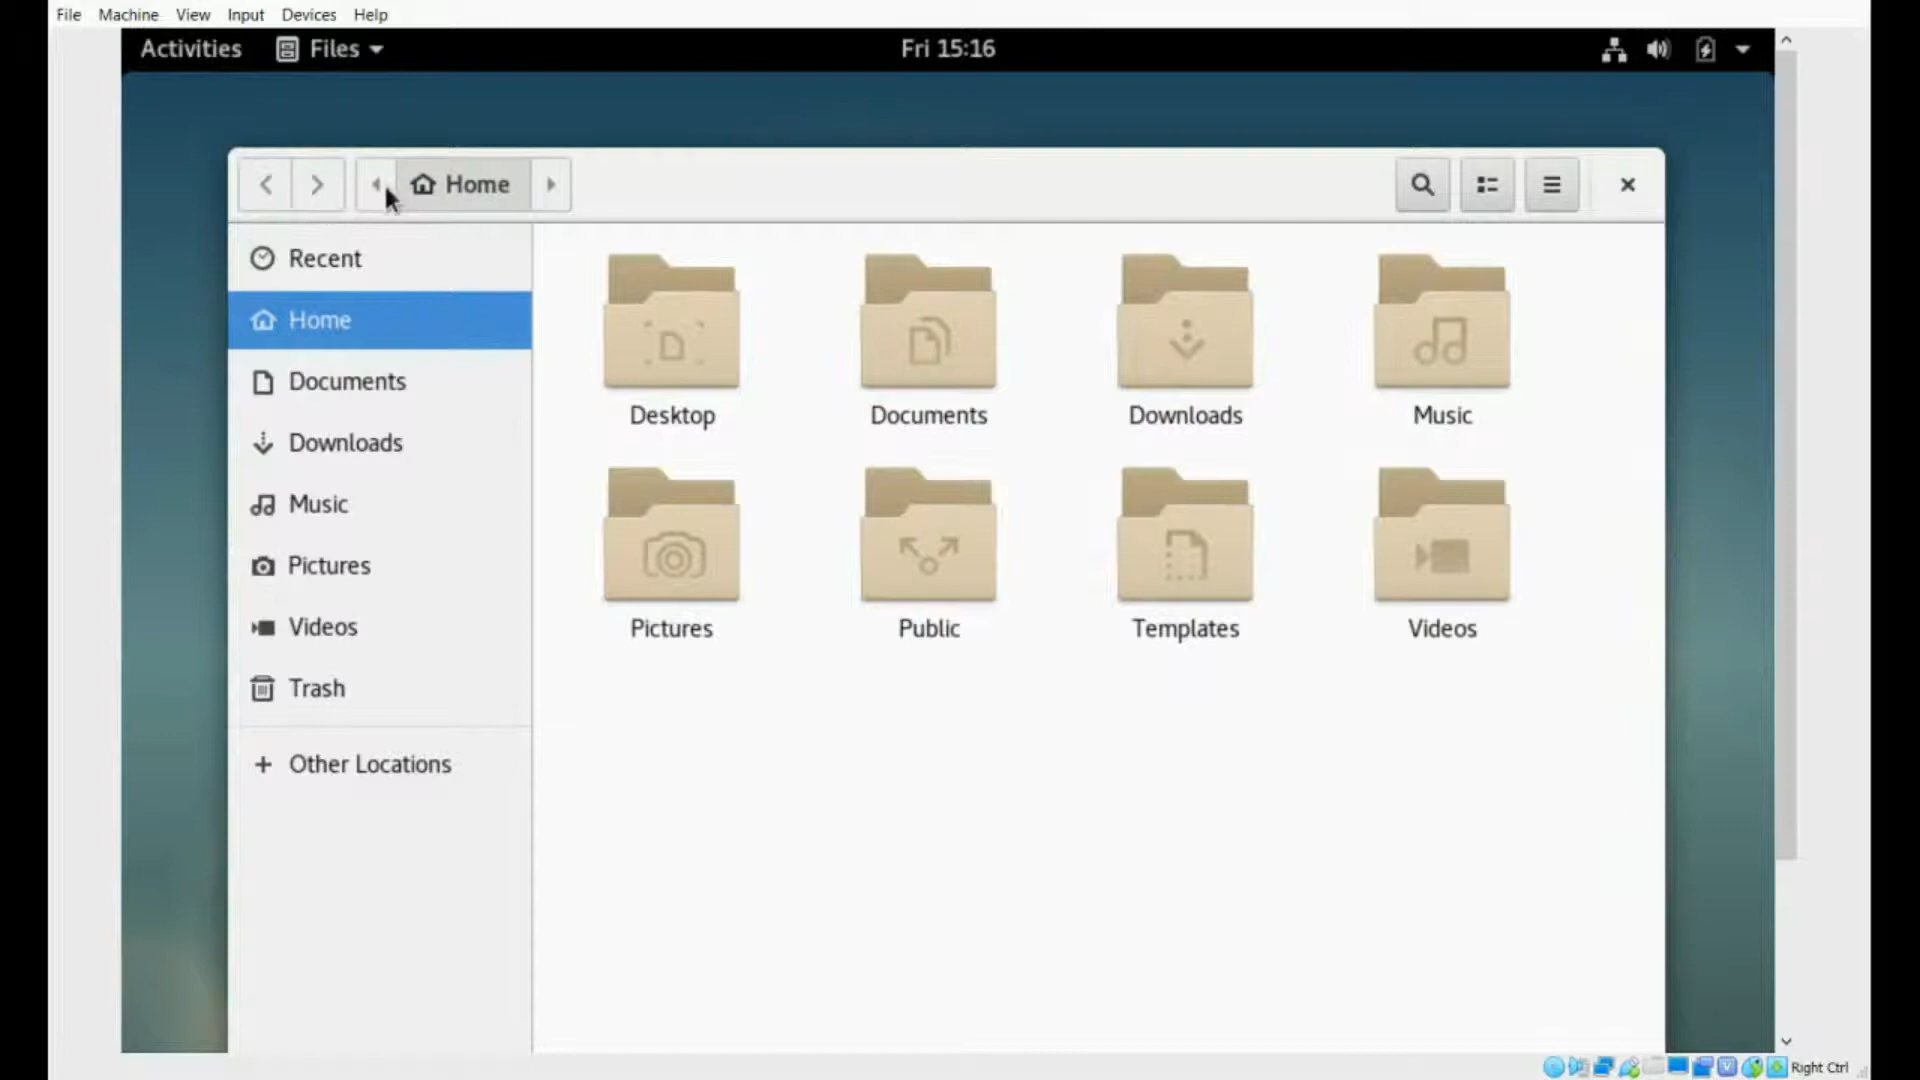 File Machine View Input Devices Help
Activities Files Fri 15:16
Home
Recent
Home
Documents
Downloads
Music
Pictures
Videos
Trash
Other Locations
Desktop Documents Downloads Music
Pictures Public Templates Videos
Right Ctrl